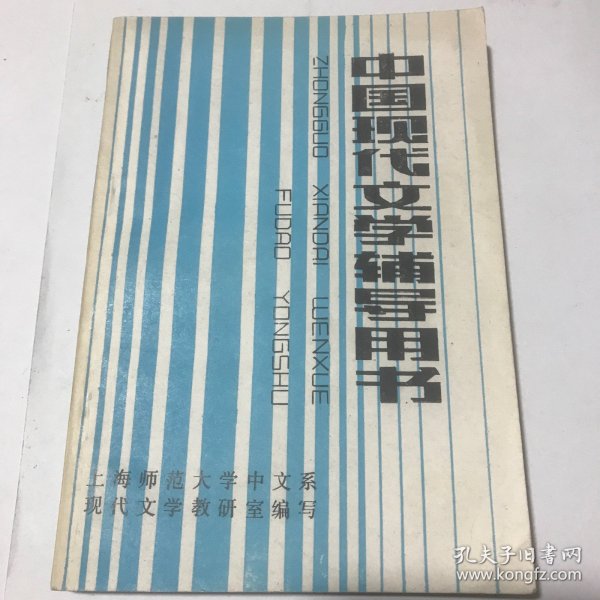 中国现代文学辅导用书
ZHONGGUO XIANDAI WENXUE
FUDAO YONGSHU
上海师范大学中文系
现代文学教研室编写
孔夫子旧书网
www.kongfz.com